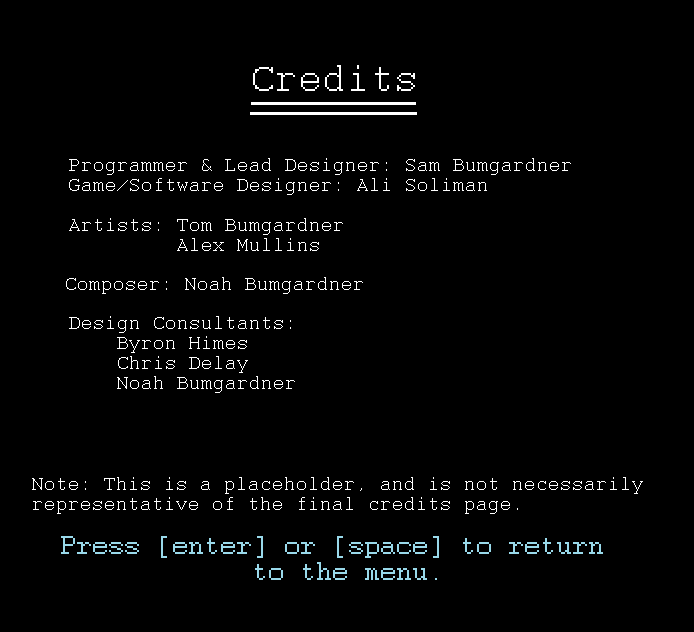 Credits
Programmer & Lead Designer: Sam Bumgardner
Game/Software Designer: Ali Soliman
Artists: Tom Bumgardner
Alex Mullins
Composer: Noah Bumgardner
Design Consultants:
Byron Himes
Chris Delay
Noah Bumgardner
Note: This is a placeholder, and is not necessarily
representative of the final credits page.
Press [enter] or [space] to return
to the menu.